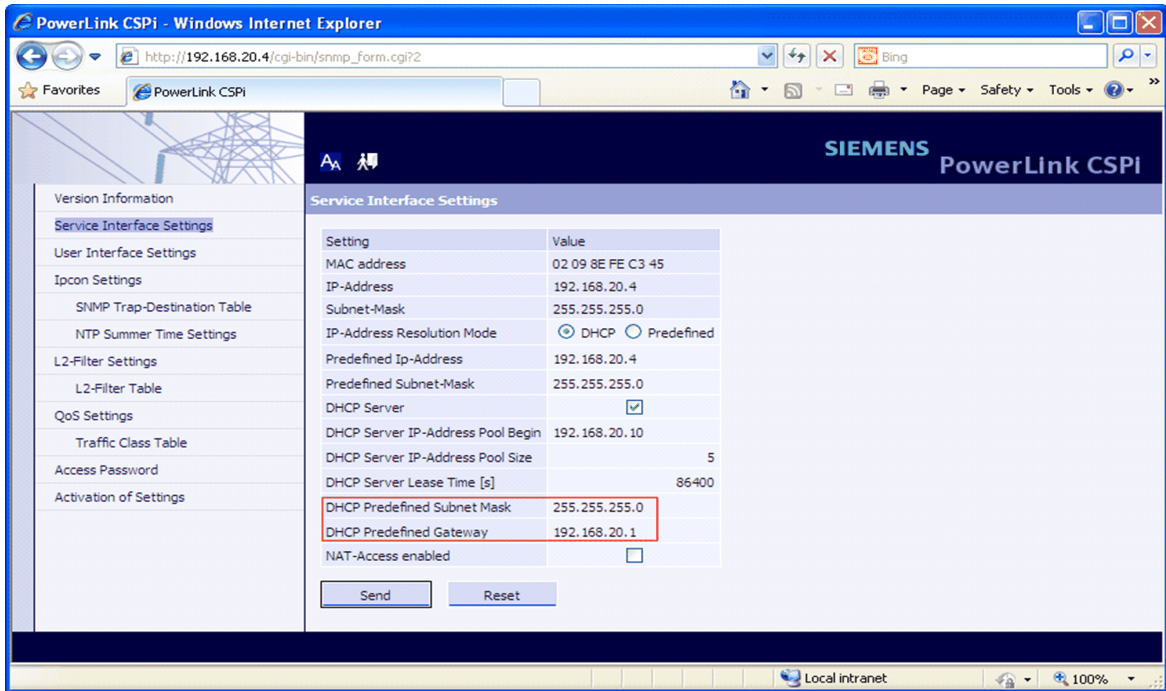 PowerLink CSPi - Windows Internet Explorer
http://192.168.20.4/cgi-bin/snmp_form.cgi?2
Bing
Favorites
PowerLink CSPi
Page
Safety
Tools
»
AA
SIEMENS
PowerLink CSPi
Version Information
Service Interface Settings
User Interface Settings
Ipcon Settings
SNMP Trap-Destination Table
NTP Summer Time Settings
L2-Filter Settings
L2-Filter Table
QoS Settings
Traffic Class Table
Access Password
Activation of Settings
Service Interface Settings
Setting Value
MAC address 02 09 8E FE C3 45
IP-Address 192.168.20.4
Subnet-Mask 255.255.255.0
IP-Address Resolution Mode DHCP Predefined
Predefined Ip-Address 192.168.20.4
Predefined Subnet-Mask 255.255.255.0
DHCP Server
DHCP Server IP-Address Pool Begin 192.168.20.10
DHCP Server IP-Address Pool Size 5
DHCP Server Lease Time [s] 86400
DHCP Predefined Subnet Mask 255.255.255.0
DHCP Predefined Gateway 192.168.20.1
NAT-Access enabled
Send Reset
Local intranet
100%